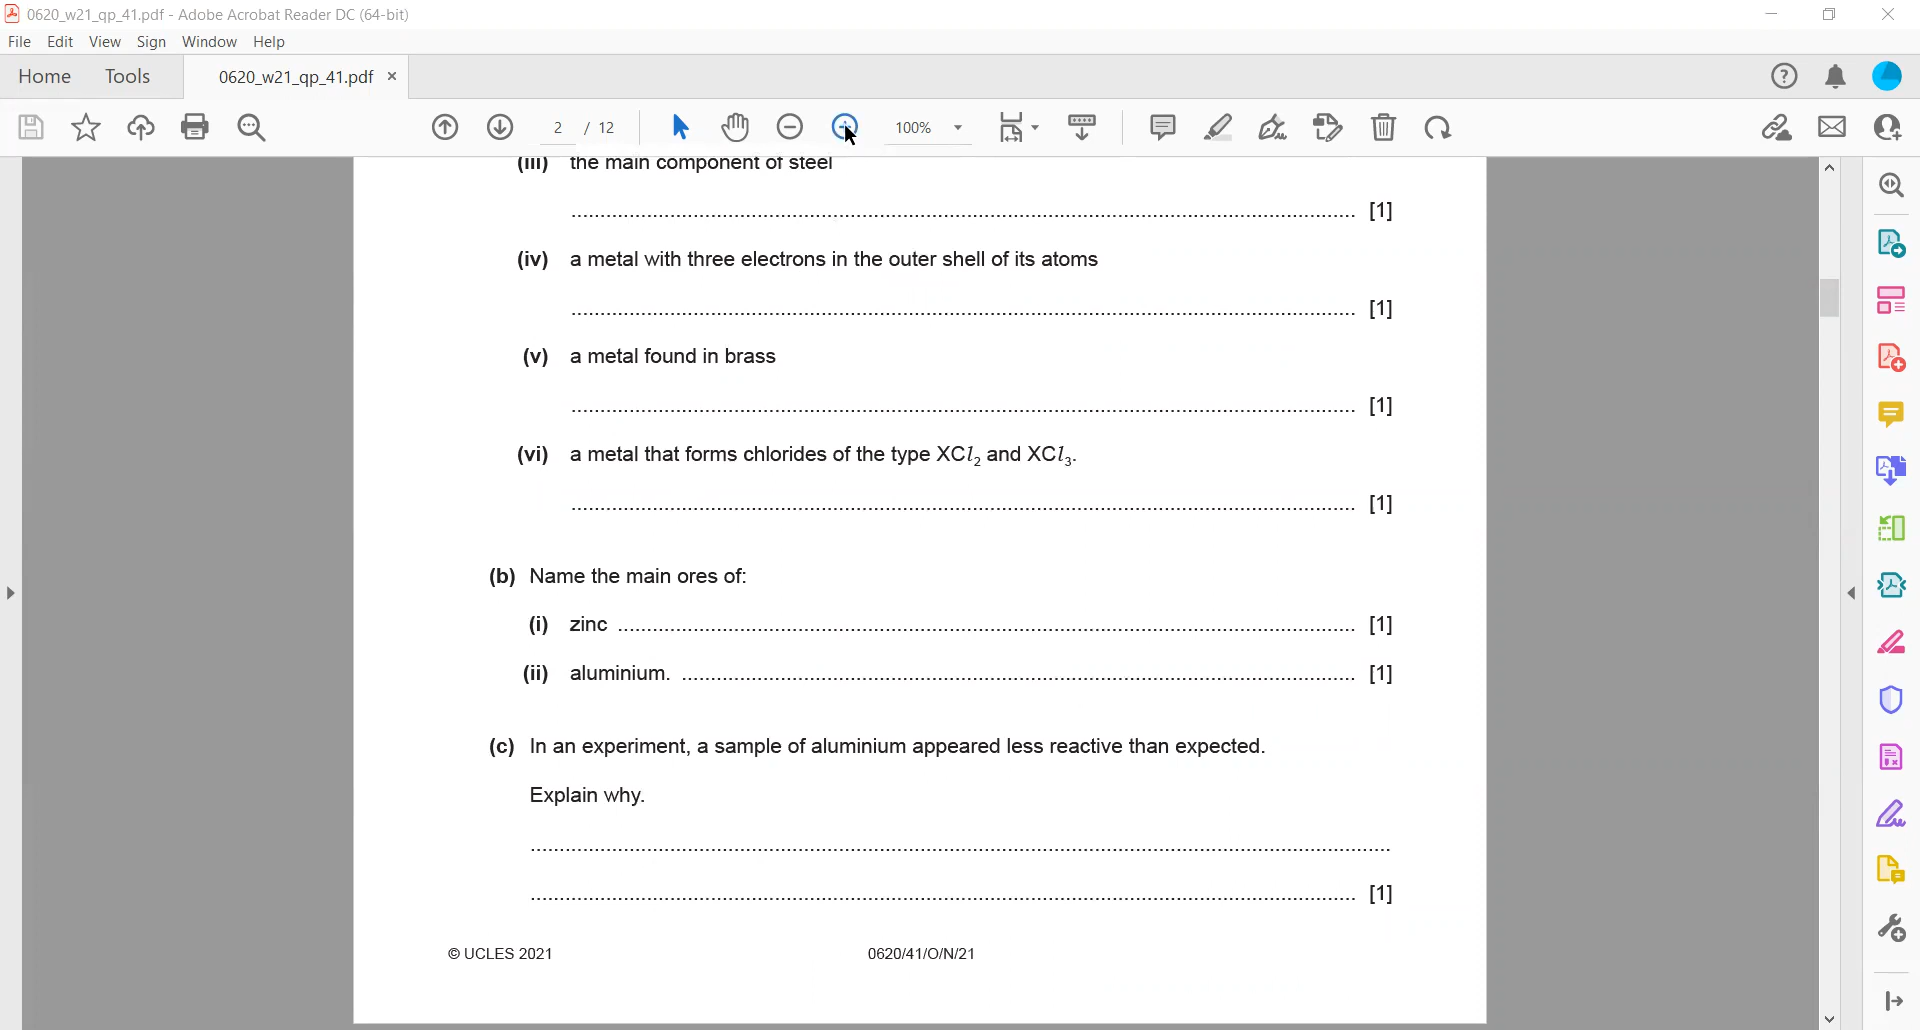 0620_w21_qp_41.pdf - Adobe Acrobat Reader DC (64-bit)
File Edit View Sign Window Help
Home Tools 0620_w21_qp_41.pdf ×
2 / 12 100%
(iii) the main component of steel
........................................ [1]
(iv) a metal with three electrons in the outer shell of its atoms
........................................ [1]
(v) a metal found in brass
........................................ [1]
(vi) a metal that forms chlorides of the type XCl₂ and XCl₃.
........................................ [1]
(b) Name the main ores of:
(i) zinc ........................................ [1]
(ii) aluminium. ........................................ [1]
(c) In an experiment, a sample of aluminium appeared less reactive than expected.
Explain why.
........................................
........................................ [1]
© UCLES 2021 0620/41/O/N/21